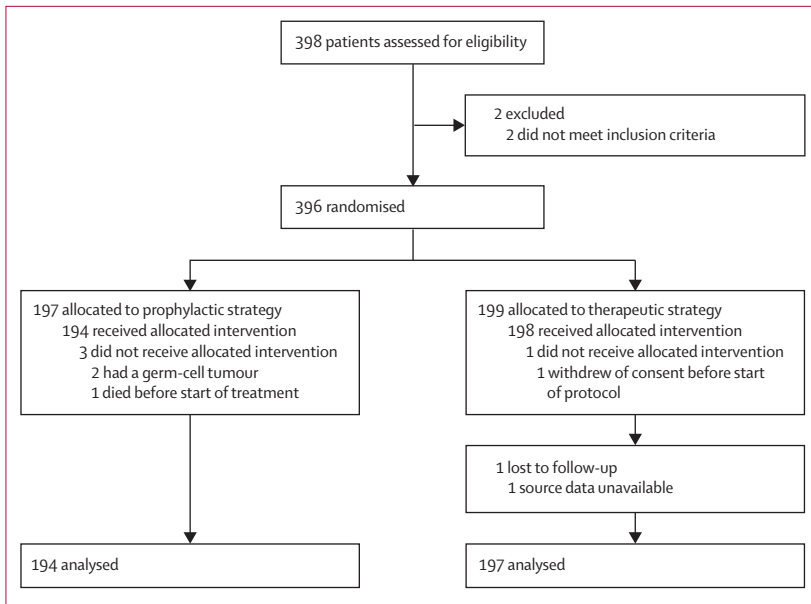 398 patients assessed for eligibility
2 excluded
2 did not meet inclusion criteria
396 randomised
197 allocated to prophylactic strategy
194 received allocated intervention
3 did not receive allocated intervention
2 had a germ-cell tumour
1 died before start of treatment
199 allocated to therapeutic strategy
198 received allocated intervention
1 did not receive allocated intervention
1 withdrew of consent before start
of protocol
1 lost to follow-up
1 source data unavailable
194 analysed
197 analysed